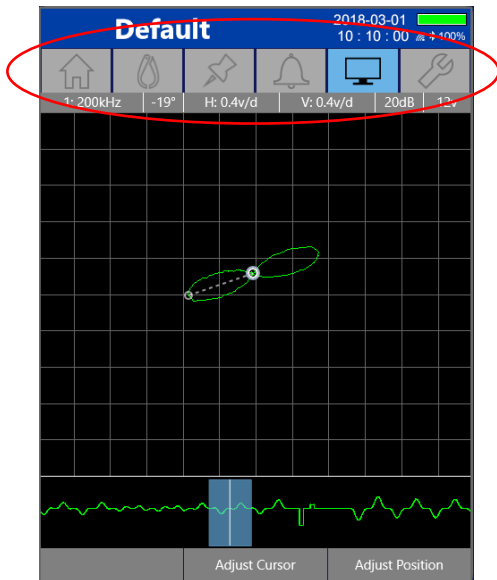 Default
2018-03-01
10 : 10 : 00 100%
1: 200kHz -19° H: 0.4v/d V: 0.4v/d 20dB 12v
Adjust Cursor Adjust Position